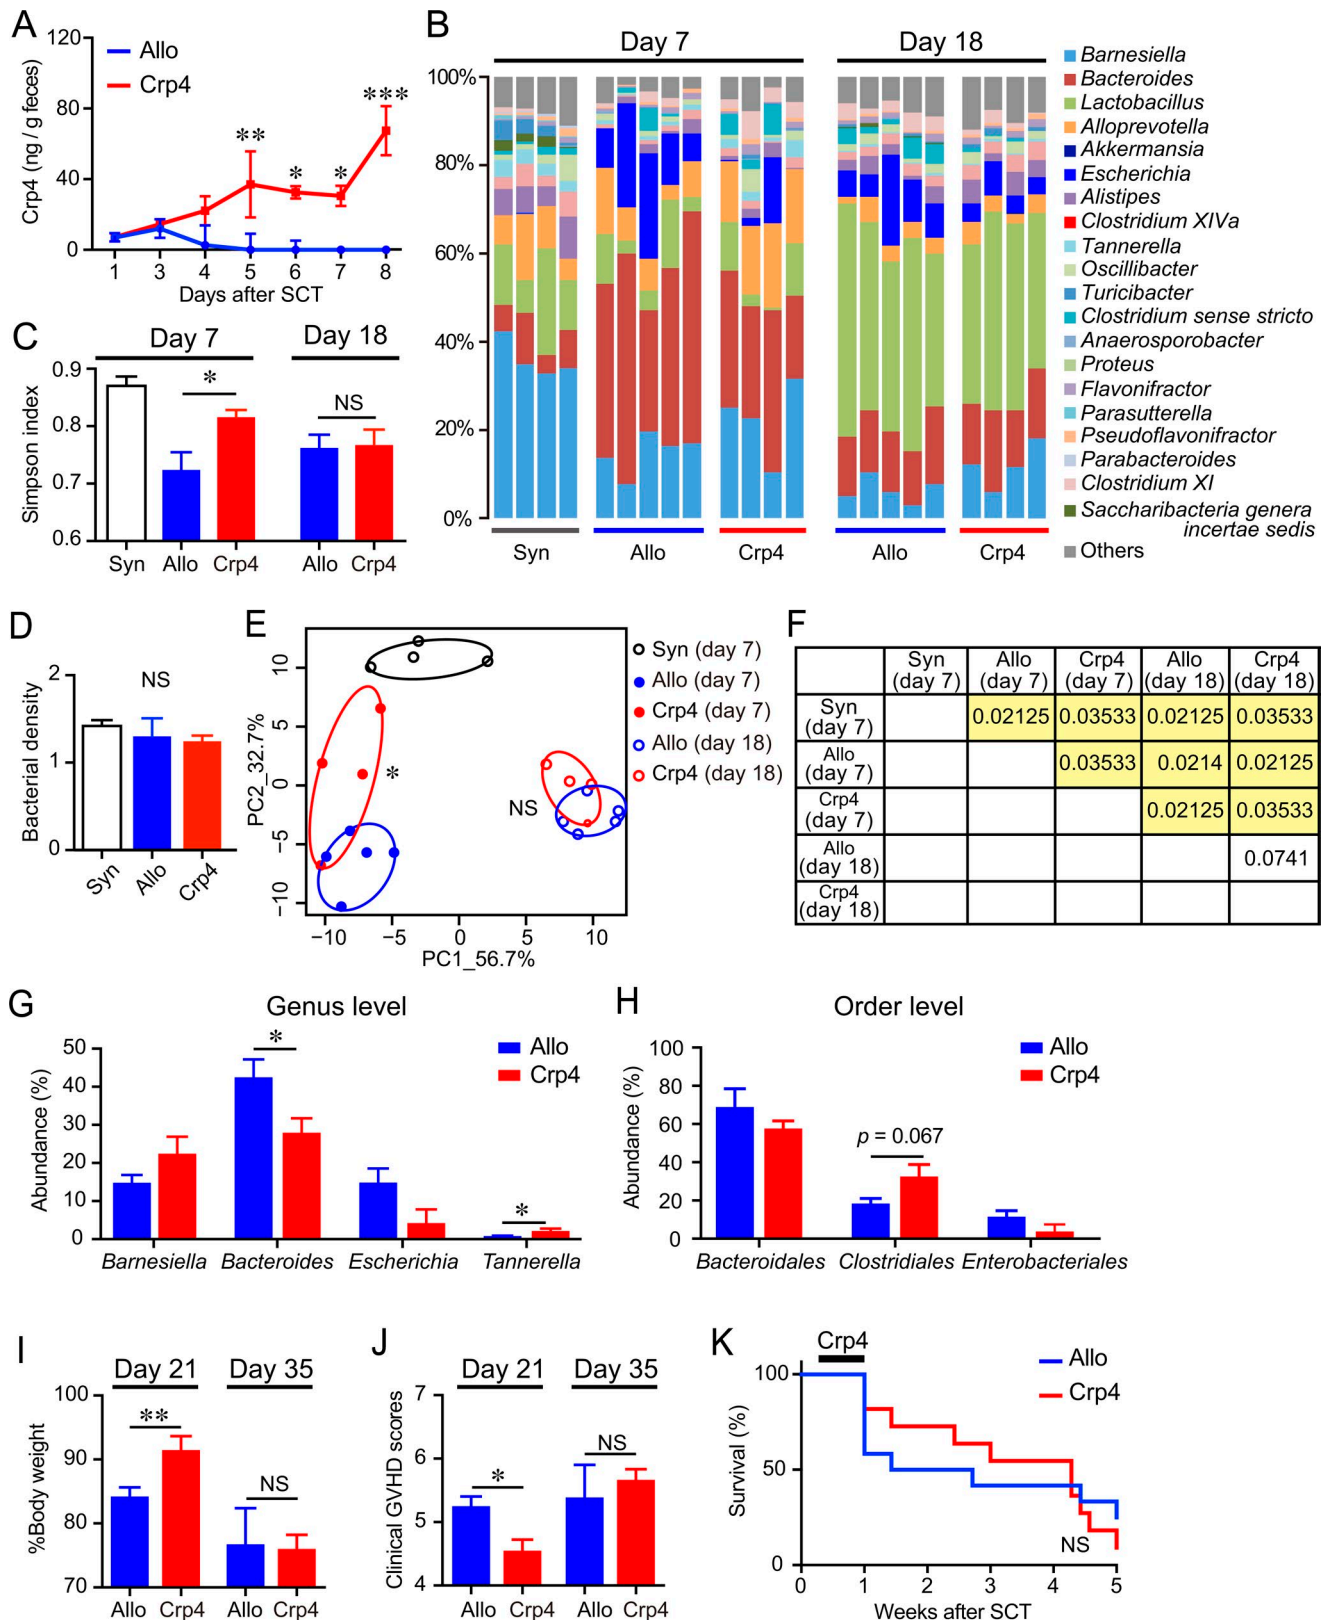 A
120
80
40
0
Crp4 (ng / g feces)
Allo
Crp4
**
*
*
***
1 3 4 5 6 7 8
Days after SCT
B
Day 7
Day 18
100%
80%
60%
40%
20%
0%
Syn
Allo
Crp4
Allo
Crp4
Barnesiella
Bacteroides
Lactobacillus
Alloprevotella
Akkermansia
Escherichia
Alistipes
Clostridium XIVa
Tannerella
Oscillibacter
Turicibacter
Clostridium sense stricto
Anaerosporobacter
Proteus
Flavonifractor
Parasutterella
Pseudoflavonifractor
Parabacteroides
Clostridium XI
Saccharibacteria genera
incertae sedis
Others
C
Day 7
Day 18
0.9
0.8
0.7
0.6
Simpson index
*
NS
Syn Allo Crp4 Allo Crp4
D
2
1
0
Bacterial density
NS
Syn Allo Crp4
E
10
5
0
−5
−10
PC2_32.7%
*
NS
−10 −5 0 5 10
PC1_56.7%
Syn (day 7)
Allo (day 7)
Crp4 (day 7)
Allo (day 18)
Crp4 (day 18)
F
Syn Allo Crp4 Allo Crp4
(day 7) (day 7) (day 7) (day 18) (day 18)
Syn
(day 7)
0.02125 0.03533 0.02125 0.03533
Allo
(day 7)
0.03533 0.0214 0.02125
Crp4
(day 7)
0.02125 0.03533
Allo
(day 18)
0.0741
Crp4
(day 18)
G
Genus level
50
40
30
20
10
0
Abundance (%)
*
*
Allo
Crp4
Barnesiella Bacteroides Escherichia Tannerella
H
Order level
100
80
60
40
20
0
Abundance (%)
p = 0.067
Allo
Crp4
Bacteroidales Clostridiales Enterobacteriales
I
Day 21
Day 35
100
90
80
70
%Body weight
**
NS
Allo Crp4 Allo Crp4
J
Day 21
Day 35
7
6
5
4
Clinical GVHD scores
*
NS
Allo Crp4 Allo Crp4
K
Crp4
Allo
Crp4
100
50
0
Survival (%)
NS
0 1 2 3 4 5
Weeks after SCT